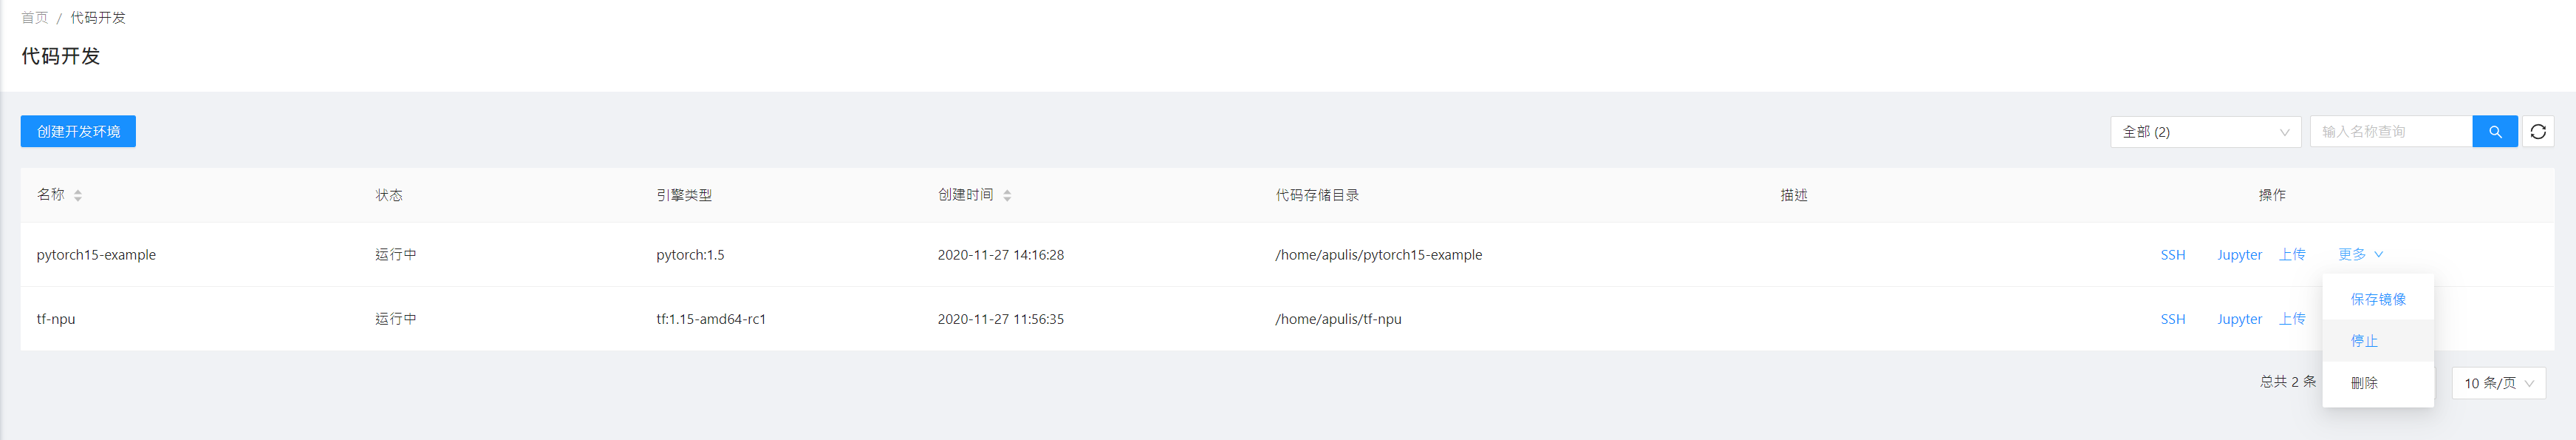 首页 / 代码开发
代码开发
创建开发环境 全部 (2) 输入名称查询
名称 状态 引擎类型 创建时间 代码存储目录 描述 操作
pytorch15-example 运行中 pytorch:1.5 2020-11-27 14:16:28 /home/apulis/pytorch15-example SSH Jupyter 上传 更多
保存镜像
tf-npu 运行中 tf:1.15-amd64-rc1 2020-11-27 11:56:35 /home/apulis/tf-npu SSH Jupyter 上传
停止
总共 2 条 删除 10 条/页